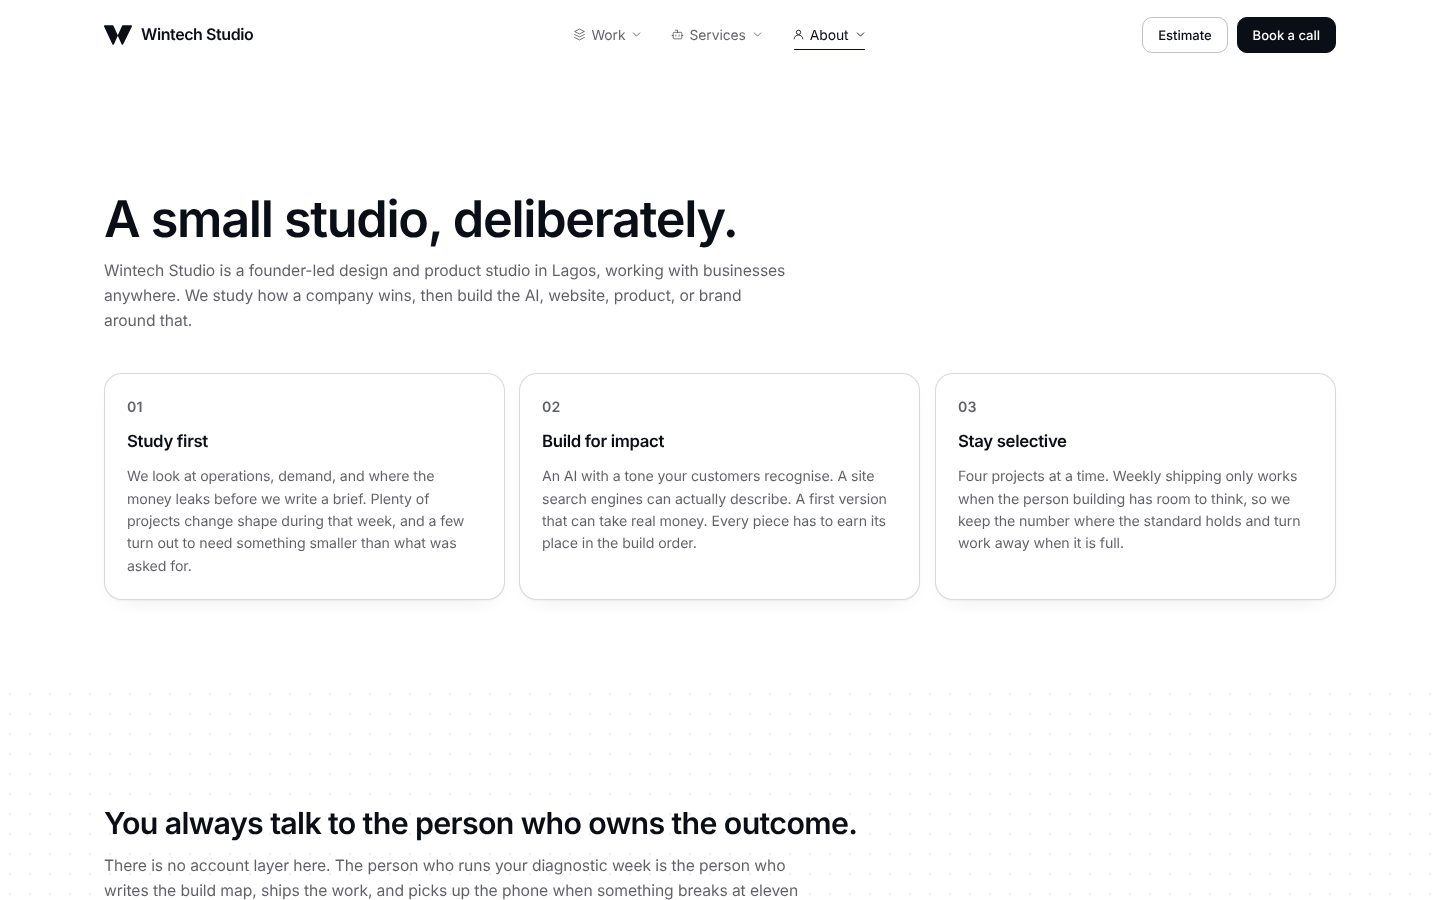 Wintech Studio
Work
Services
About
Estimate
Book a call
A small studio, deliberately.
Wintech Studio is a founder-led design and product studio in Lagos, working with businesses
anywhere. We study how a company wins, then build the AI, website, product, or brand
around that.
01
Study first
We look at operations, demand, and where the
money leaks before we write a brief. Plenty of
projects change shape during that week, and a few
turn out to need something smaller than what was
asked for.
02
Build for impact
An AI with a tone your customers recognise. A site
search engines can actually describe. A first version
that can take real money. Every piece has to earn its
place in the build order.
03
Stay selective
Four projects at a time. Weekly shipping only works
when the person building has room to think, so we
keep the number where the standard holds and turn
work away when it is full.
You always talk to the person who owns the outcome.
There is no account layer here. The person who runs your diagnostic week is the person who
writes the build map, ships the work, and picks up the phone when something breaks at eleven